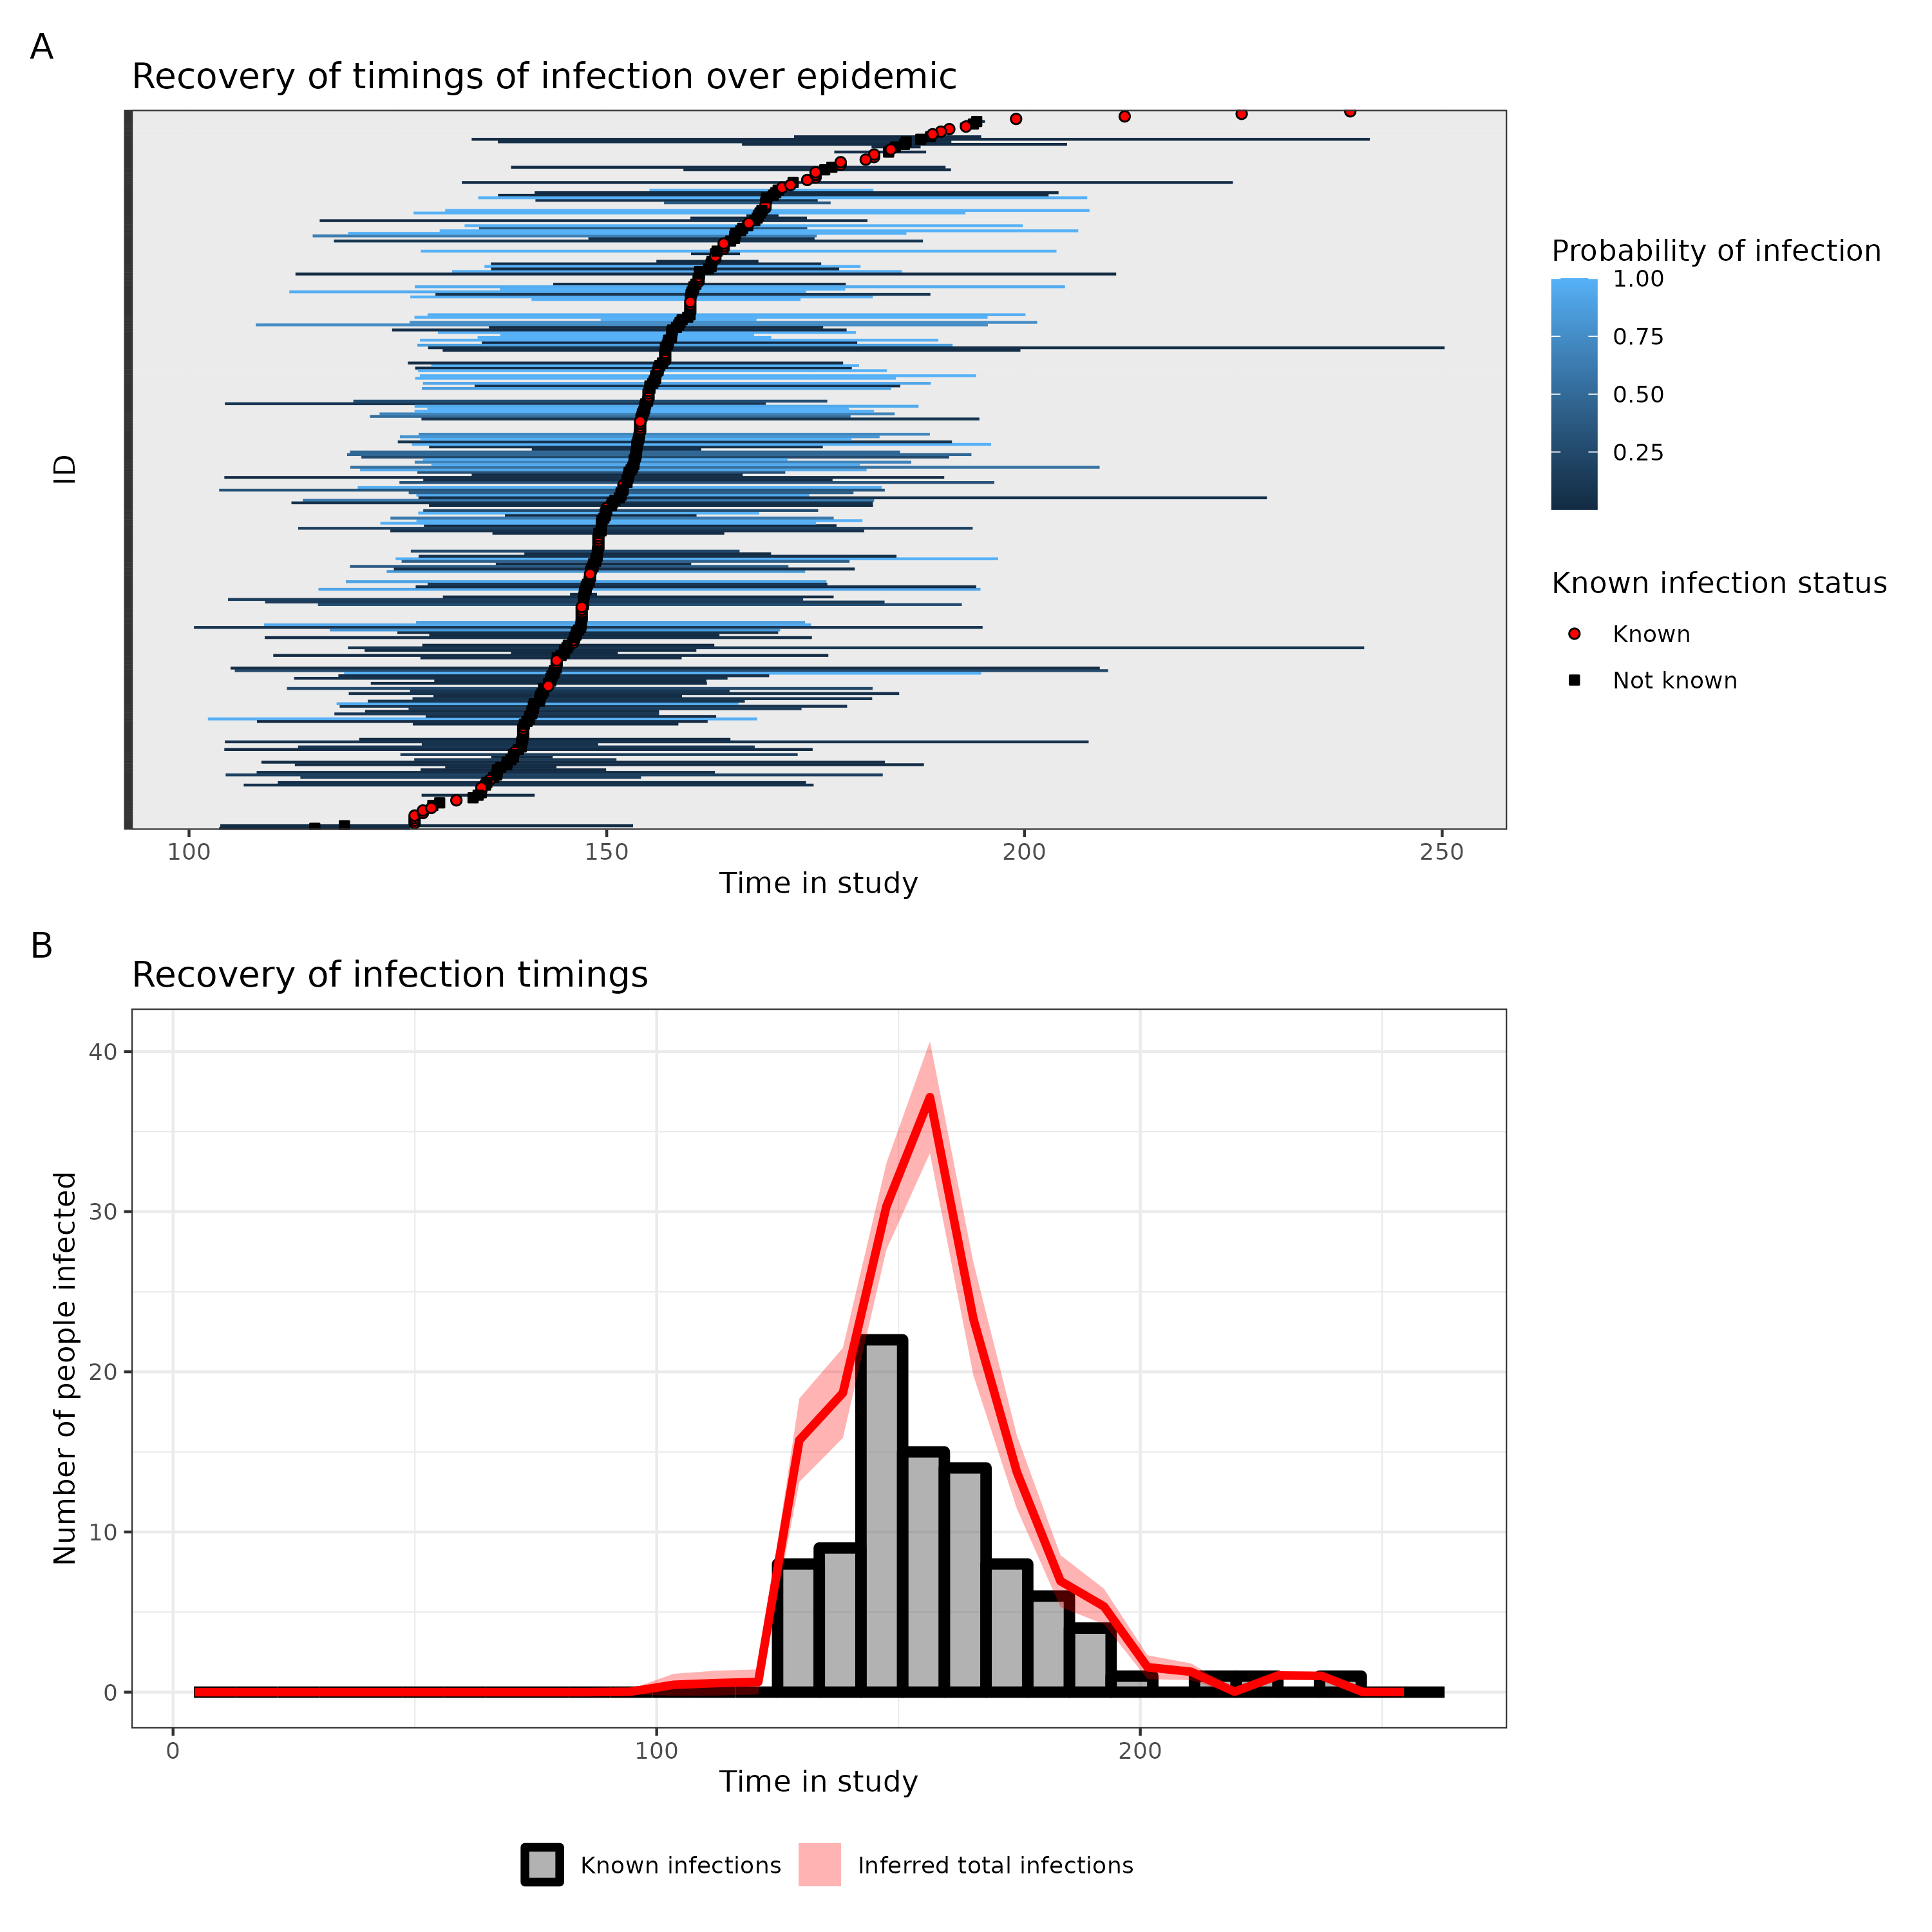 A
Recovery of timings of infection over epidemic
ID
100 150 200 250
Time in study
Probability of infection
1.00
0.75
0.50
0.25
Known infection status
Known
Not known
B
Recovery of infection timings
Number of people infected
40
30
20
10
0
0 100 200
Time in study
Known infections Inferred total infections